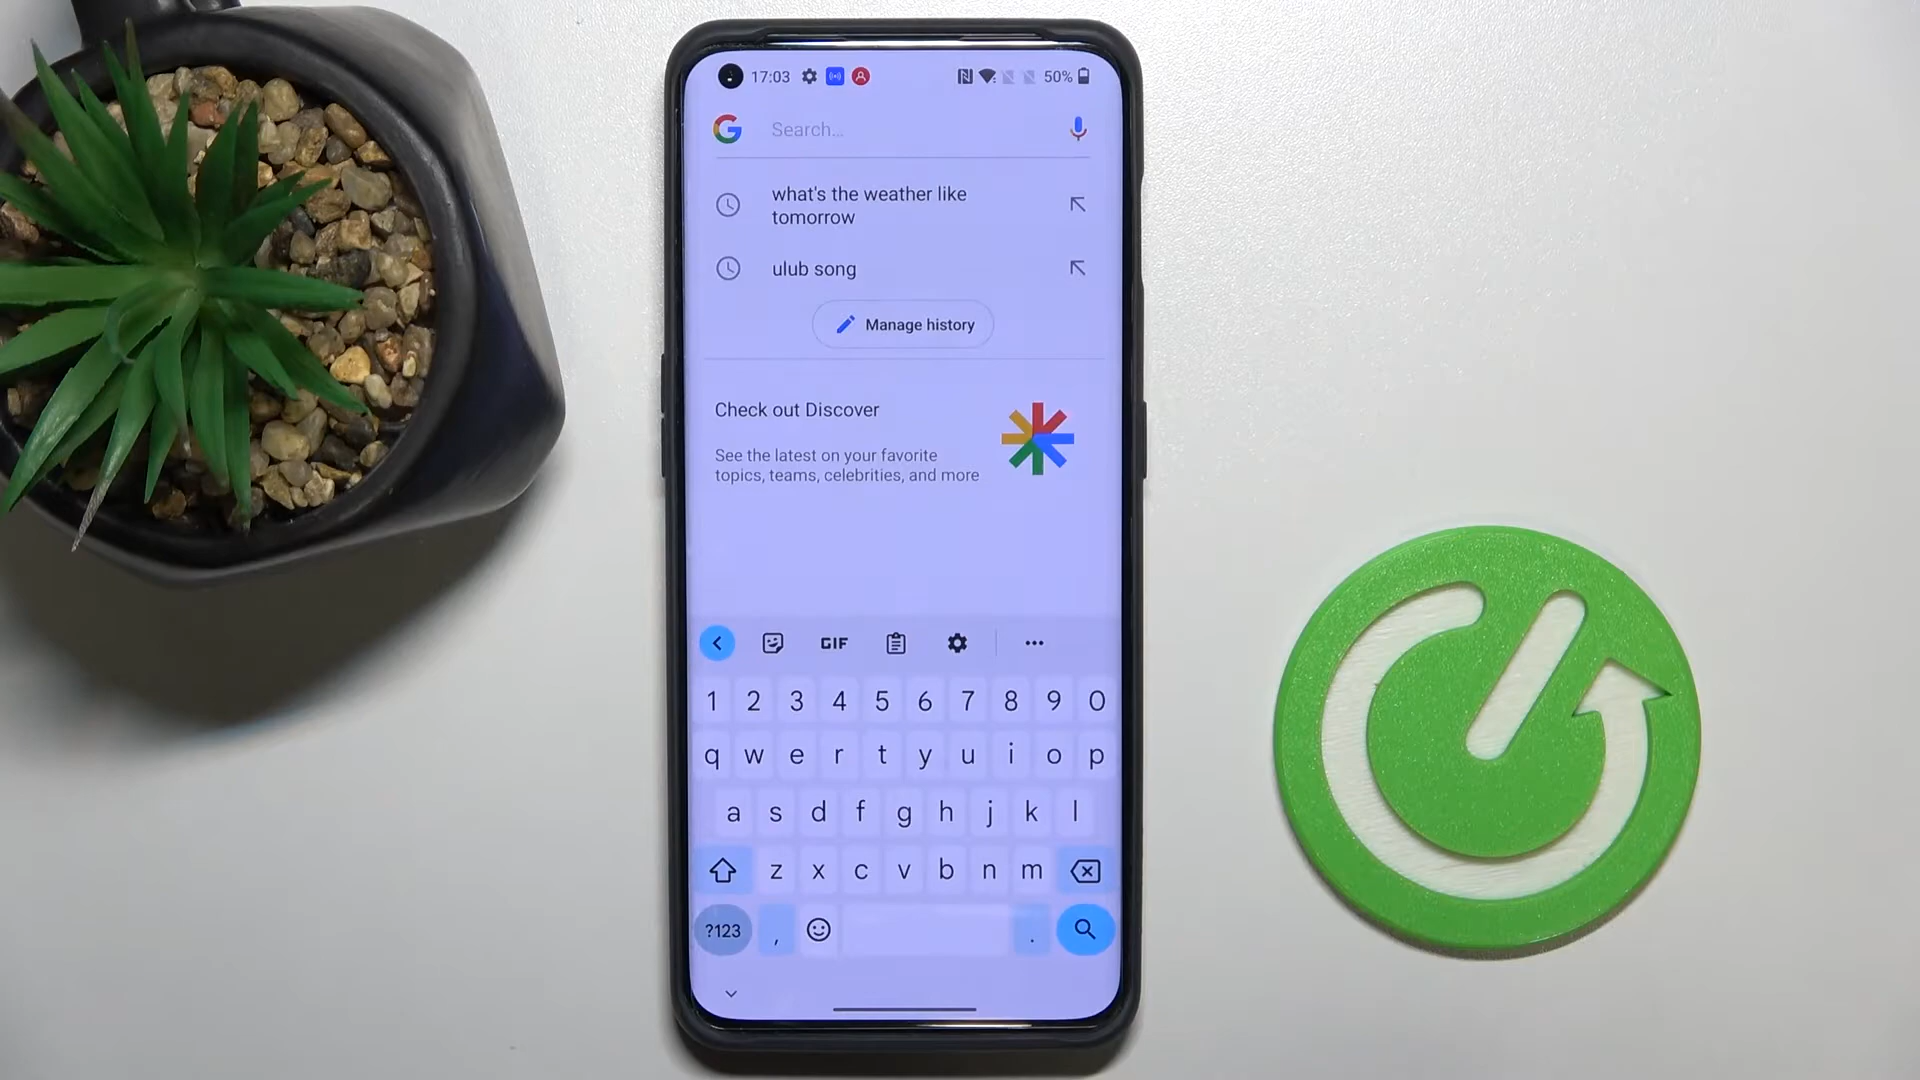 17:03 50%
Search...
what's the weather like
tomorrow
ulub song
Manage history
Check out Discover
See the latest on your favorite
topics, teams, celebrities, and more
GIF
1 2 3 4 5 6 7 8 9 0
q w e r t y u i o p
a s d f g h j k l
z x c v b n m
?123 , .